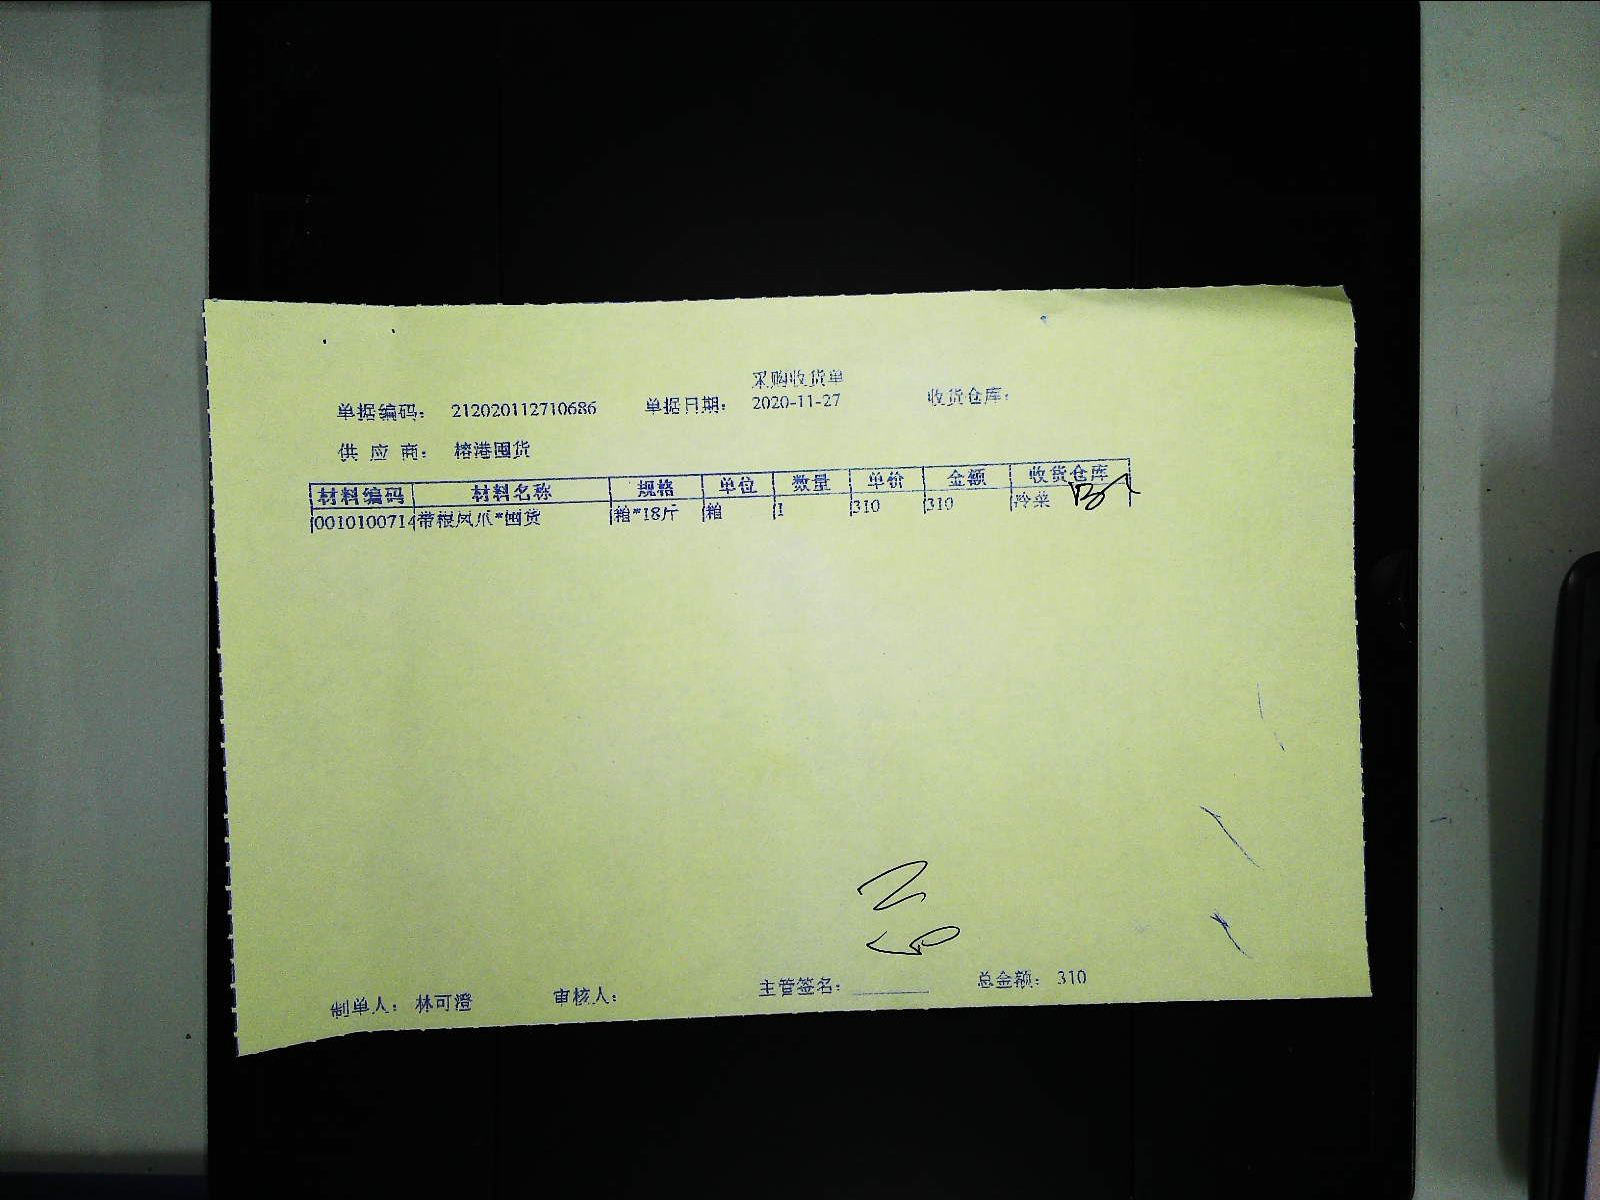 采购收货单
单据编码： 212020112710686 单据日期： 2020-11-27 收货仓库：
供 应 商： 榕港囤货
材料编码 材料名称 规格 单位 数量 单价 金额 收货仓库
0010100714 带根凤爪*囤货 箱*18斤 箱 1 310 310 冷菜
制单人： 林可澄 审核人： 主管签名： 总金额： 310